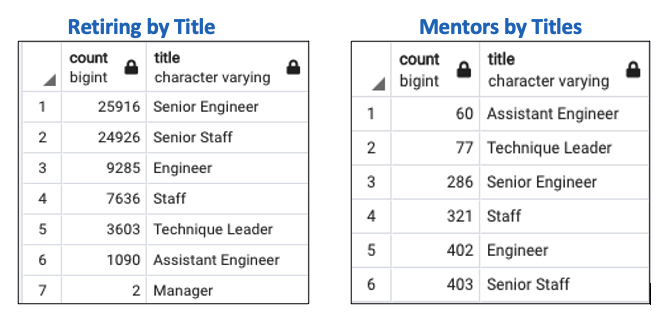 Retiring by Title
count bigint title character varying
1 25916 Senior Engineer
2 24926 Senior Staff
3 9285 Engineer
4 7636 Staff
5 3603 Technique Leader
6 1090 Assistant Engineer
7 2 Manager
Mentors by Titles
count bigint title character varying
1 60 Assistant Engineer
2 77 Technique Leader
3 286 Senior Engineer
4 321 Staff
5 402 Engineer
6 403 Senior Staff